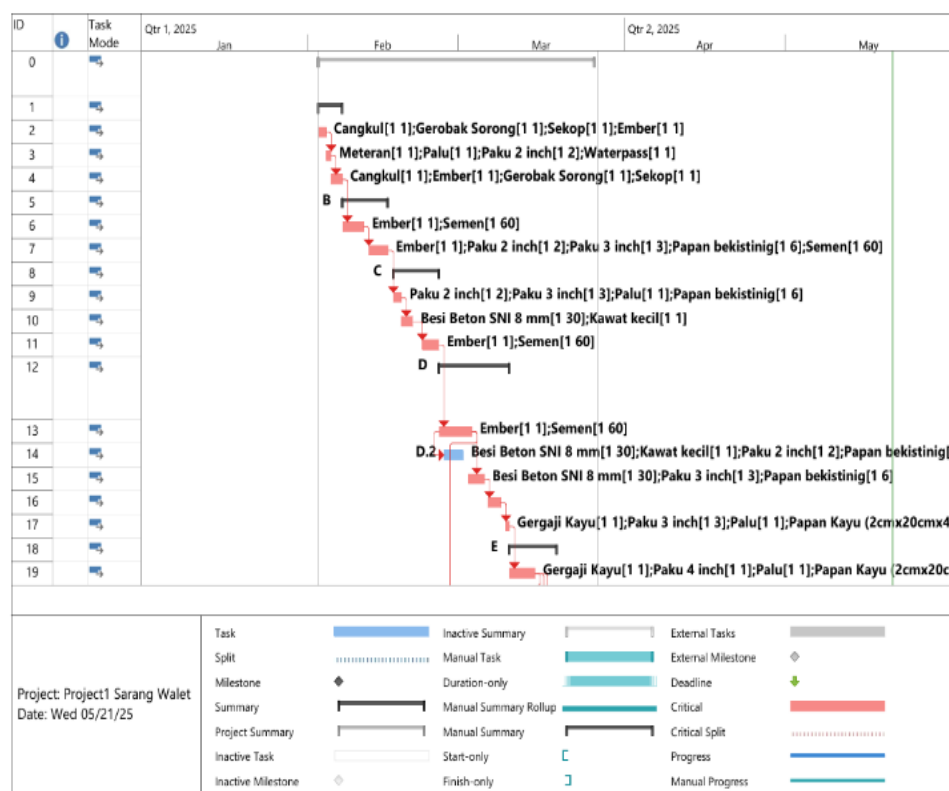 ID Task Mode Qtr 1, 2025 Qtr 2, 2025
Jan Feb Mar Apr May
0
1
2 Cangkul[1 1];Gerobak Sorong[1 1];Sekop[1 1];Ember[1 1]
3 Meteran[1 1];Palu[1 1];Paku 2 inch[1 2];Waterpass[1 1]
4 Cangkul[1 1];Ember[1 1];Gerobak Sorong[1 1];Sekop[1 1]
5 B
6 Ember[1 1];Semen[1 60]
7 Ember[1 1];Paku 2 inch[1 2];Paku 3 inch[1 3];Papan bekistinig[1 6];Semen[1 60]
8 C
9 Paku 2 inch[1 2];Paku 3 inch[1 3];Palu[1 1];Papan bekistinig[1 6]
10 Besi Beton SNI 8 mm[1 30];Kawat kecil[1 1]
11 Ember[1 1];Semen[1 60]
12 D
13 Ember[1 1];Semen[1 60]
14 D.2 Besi Beton SNI 8 mm[1 30];Kawat kecil[1 1];Paku 2 inch[1 2];Papan bekistinig[
15 Besi Beton SNI 8 mm[1 30];Paku 3 inch[1 3];Papan bekistinig[1 6]
16
17 Gergaji Kayu[1 1];Paku 3 inch[1 3];Palu[1 1];Papan Kayu (2cmx20cmx4
18 E
19 Gergaji Kayu[1 1];Paku 4 inch[1 1];Palu[1 1];Papan Kayu (2cmx20c
Project: Project1 Sarang Walet
Date: Wed 05/21/25
Task Inactive Summary External Tasks
Split Manual Task External Milestone
Milestone Duration-only Deadline
Summary Manual Summary Rollup Critical
Project Summary Manual Summary Critical Split
Inactive Task Start-only Progress
Inactive Milestone Finish-only Manual Progress